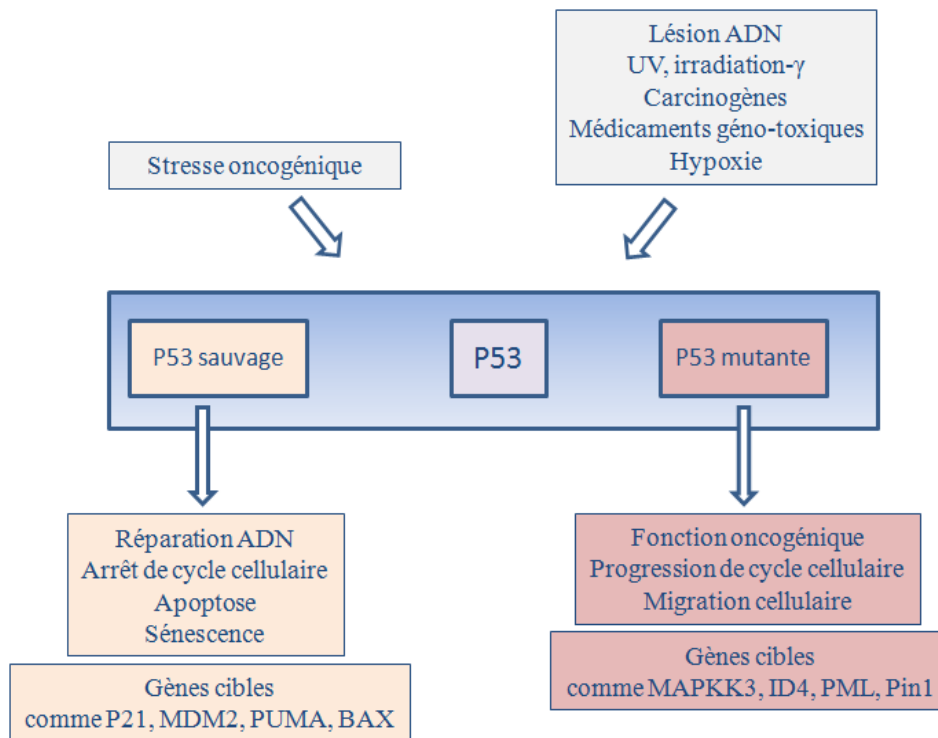 Lésion ADN
UV, irradiation-γ
Carcinogènes
Médicaments géno-toxiques
Hypoxie
Stresse oncogénique
P53 sauvage
P53
P53 mutante
Réparation ADN
Arrêt de cycle cellulaire
Apoptose
Sénescence
Gènes cibles
comme P21, MDM2, PUMA, BAX
Fonction oncogénique
Progression de cycle cellulaire
Migration cellulaire
Gènes cibles
comme MAPKK3, ID4, PML, Pin1